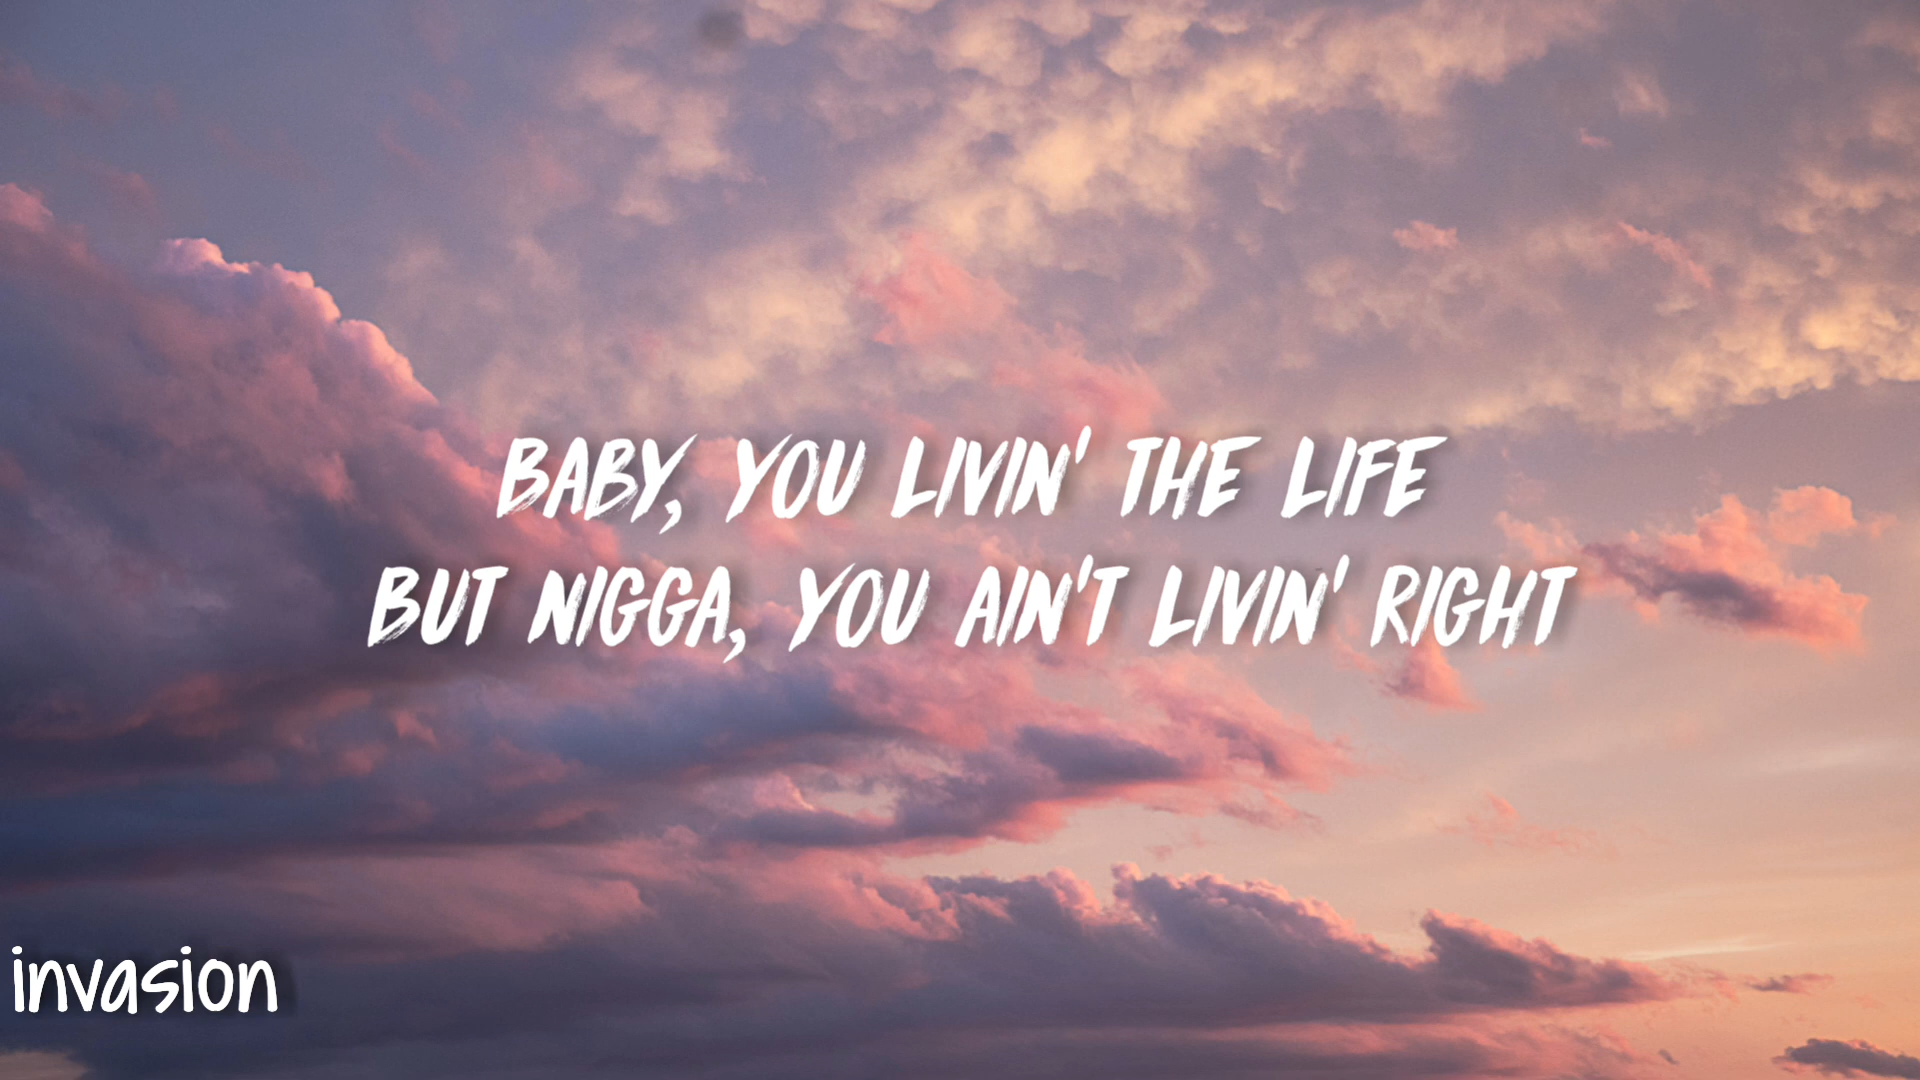 BABY, YOU LIVIN' THE LIFE
BUT NIGGA, YOU AIN'T LIVIN' RIGHT
invasion